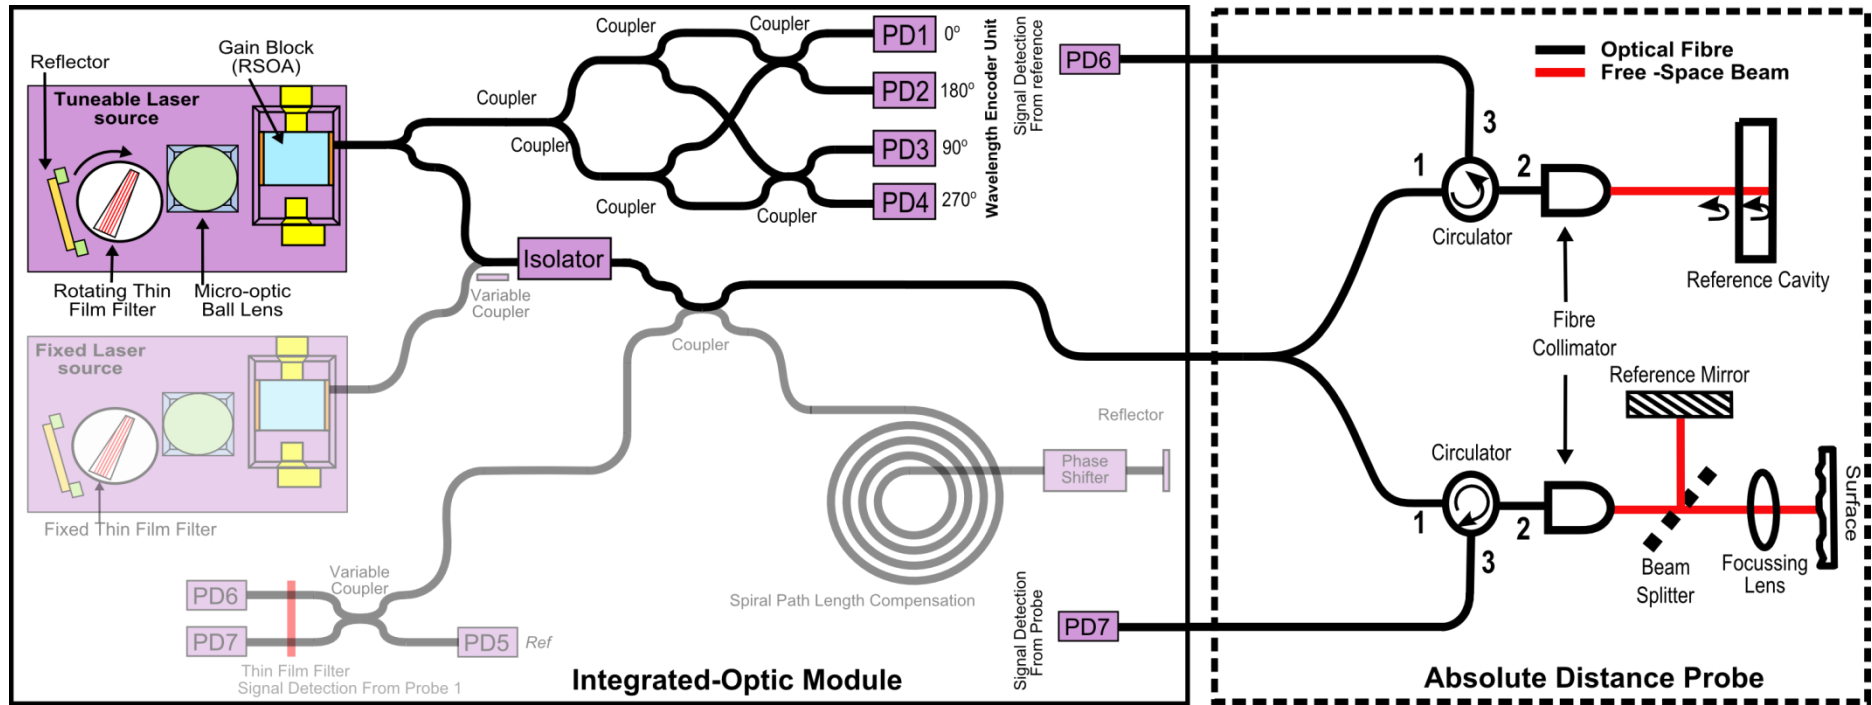 Reflector
Gain Block
(RSOA)
Tuneable Laser
source
Rotating Thin
Film Filter
Micro-optic
Ball Lens
Coupler
Coupler
Coupler
Coupler
Coupler
Coupler
PD1 0°
PD2 180°
PD3 90°
PD4 270°
Wavelength Encoder Unit
Signal Detection
From reference
PD6
Isolator
Variable
Coupler
Coupler
Fixed Laser
source
Fixed Thin Film Filter
PD6
PD7
Variable
Coupler
PD5 Ref
Thin Film Filter
Signal Detection From Probe 1
Spiral Path Length Compensation
Phase
Shifter
Reflector
Signal Detection
From Probe
PD7
Integrated-Optic Module
Optical Fibre
Free -Space Beam
1
2
3
Circulator
Reference Cavity
Fibre
Collimator
Reference Mirror
Circulator
1
2
3
Beam
Splitter
Focussing
Lens
Surface
Absolute Distance Probe